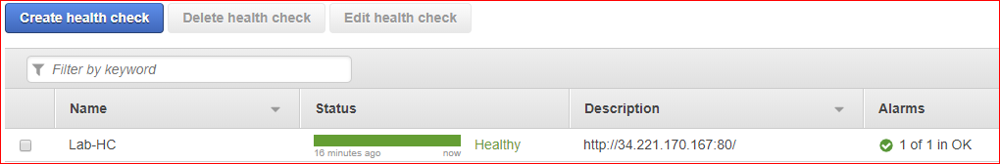 Create health check Delete health check Edit health check
Filter by keyword
Name Status Description Alarms
Lab-HC Healthy http://34.221.170.167:80/ 1 of 1 in OK
16 minutes ago now